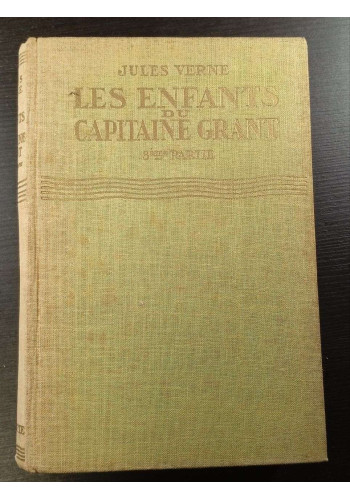 JULES VERNE
LES ENFANTS
DU
CAPITAINE GRANT
3ème PARTIE